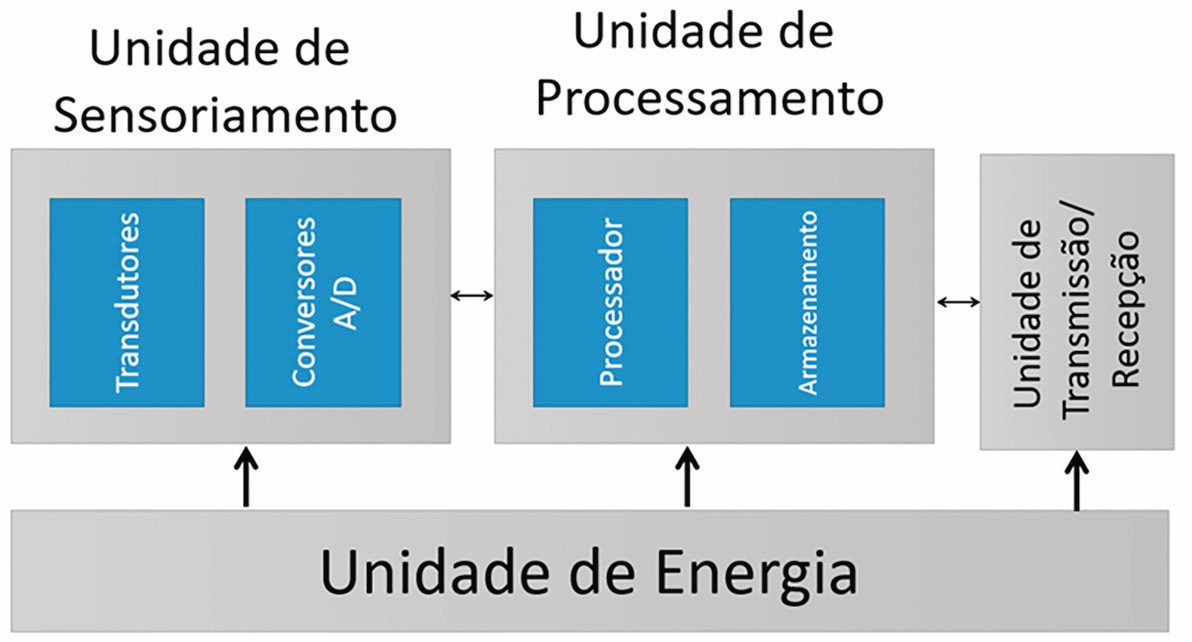 Unidade de
Sensoriamento
Unidade de
Processamento
Transdutores
Conversores
A/D
Processador
Armazenamento
Unidade de
Transmissão/
Recepção
Unidade de Energia